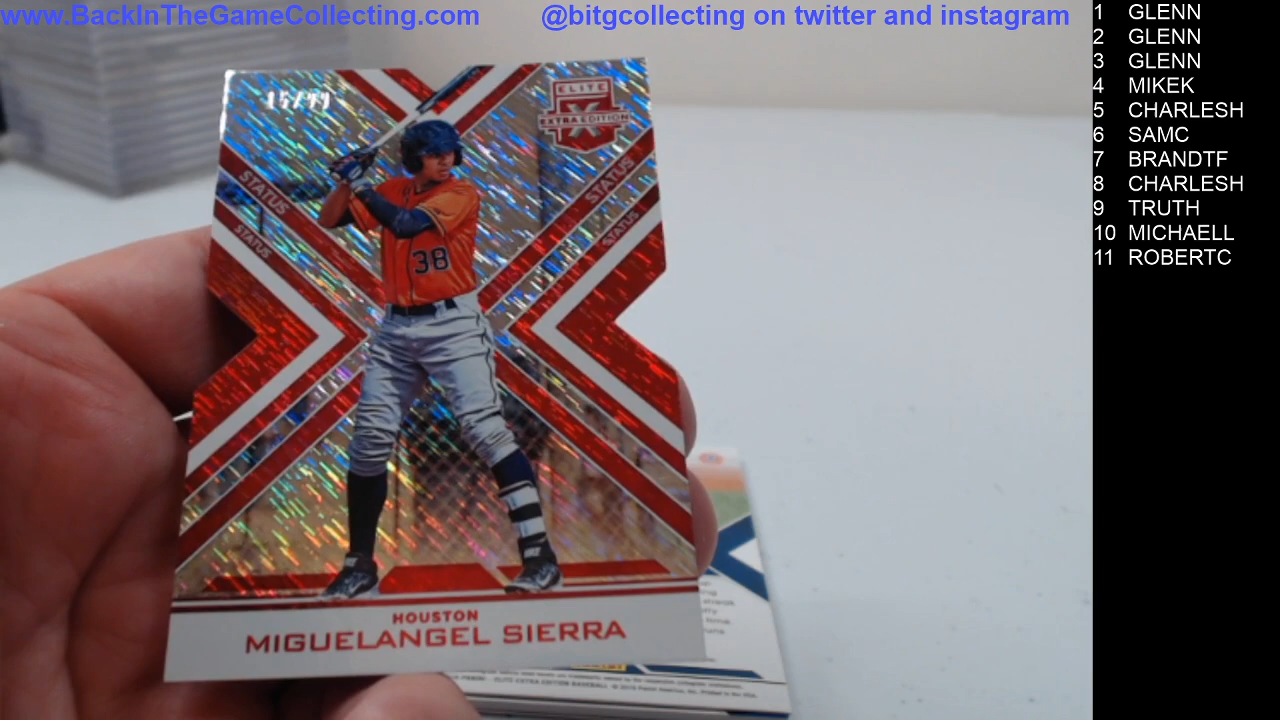 www.BackInTheGameCollecting.com @bitgcollecting on twitter and instagram
1 GLENN
2 GLENN
3 GLENN
4 MIKEK
5 CHARLESH
6 SAMC
7 BRANDTF
8 CHARLESH
9 TRUTH
10 MICHAELL
11 ROBERTC
15/99
ELITE
X
EXTRA EDITION
STATUS
STATUS
STATUS
STATUS
38
HOUSTON
MIGUELANGEL SIERRA